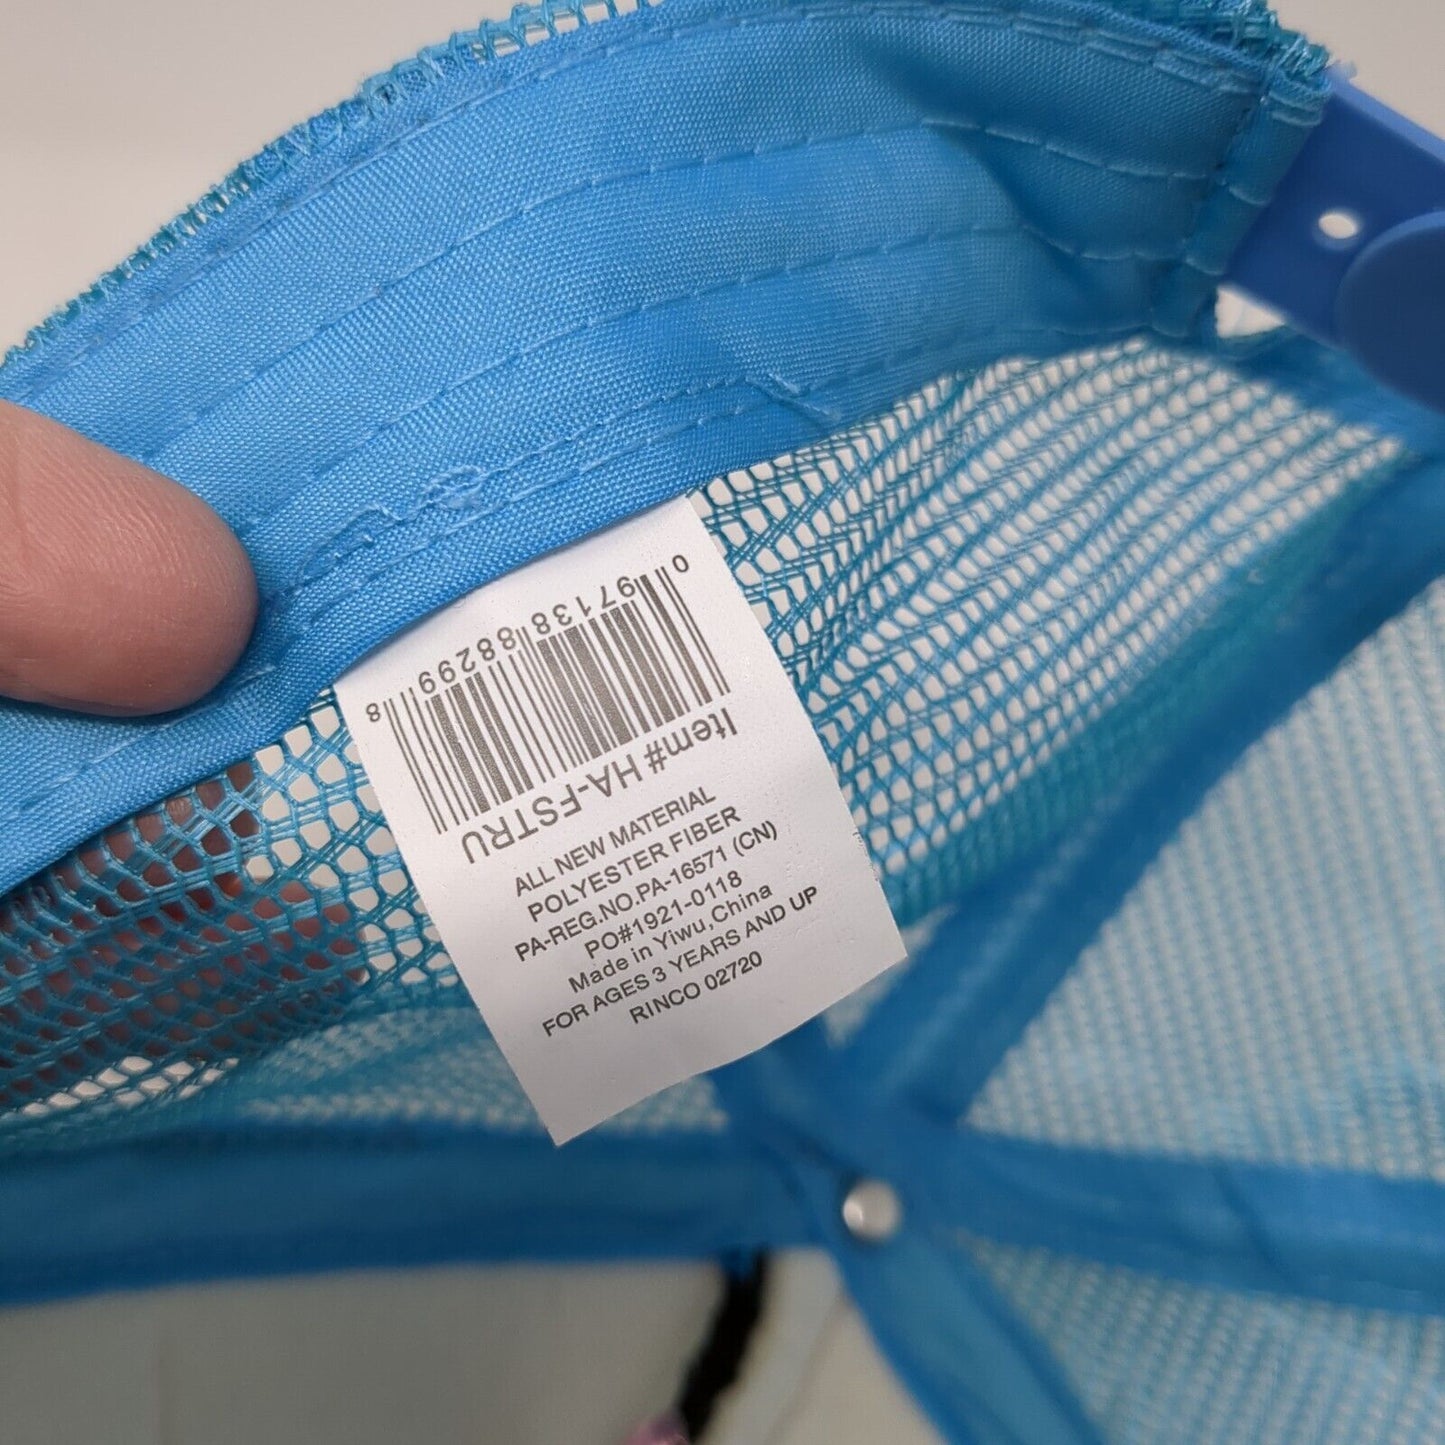 0 97138 88299 8
Item# HA-FSTRU
ALL NEW MATERIAL
POLYESTER FIBER
PA-REG.NO.PA-16571 (CN)
PO#1921-0118
Made in Yiwu,China
FOR AGES 3 YEARS AND UP
RINCO 02720